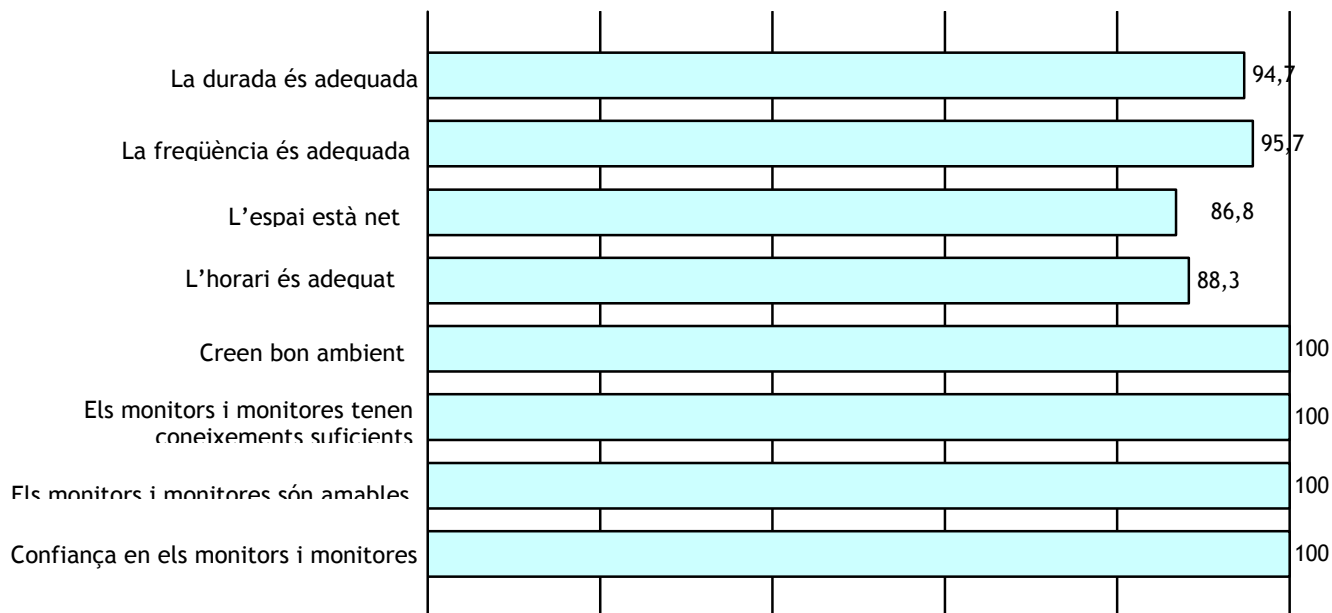 La durada és adequada
94,7
La freqüència és adequada
95,7
L'espai està net
86,8
L'horari és adequat
88,3
Creen bon ambient
100
Els monitors i monitores tenen
coneixements suficients
100
Els monitors i monitores són amables
100
Confiança en els monitors i monitores
100